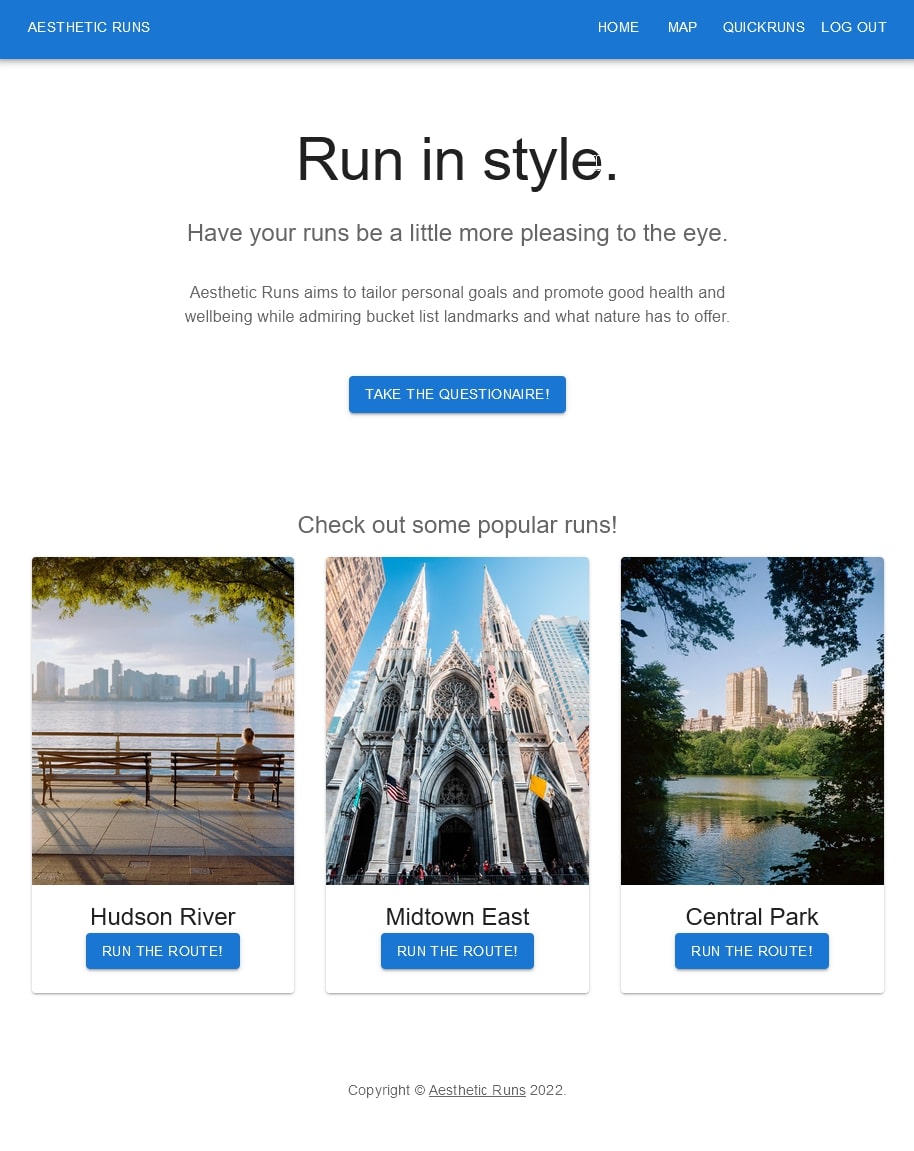 AESTHETIC RUNS HOME MAP QUICKRUNS LOG OUT
Run in style.
Have your runs be a little more pleasing to the eye.
Aesthetic Runs aims to tailor personal goals and promote good health and
wellbeing while admiring bucket list landmarks and what nature has to offer.
TAKE THE QUESTIONAIRE!
Check out some popular runs!
Hudson River Midtown East Central Park
RUN THE ROUTE! RUN THE ROUTE! RUN THE ROUTE!
Copyright © Aesthetic Runs 2022.